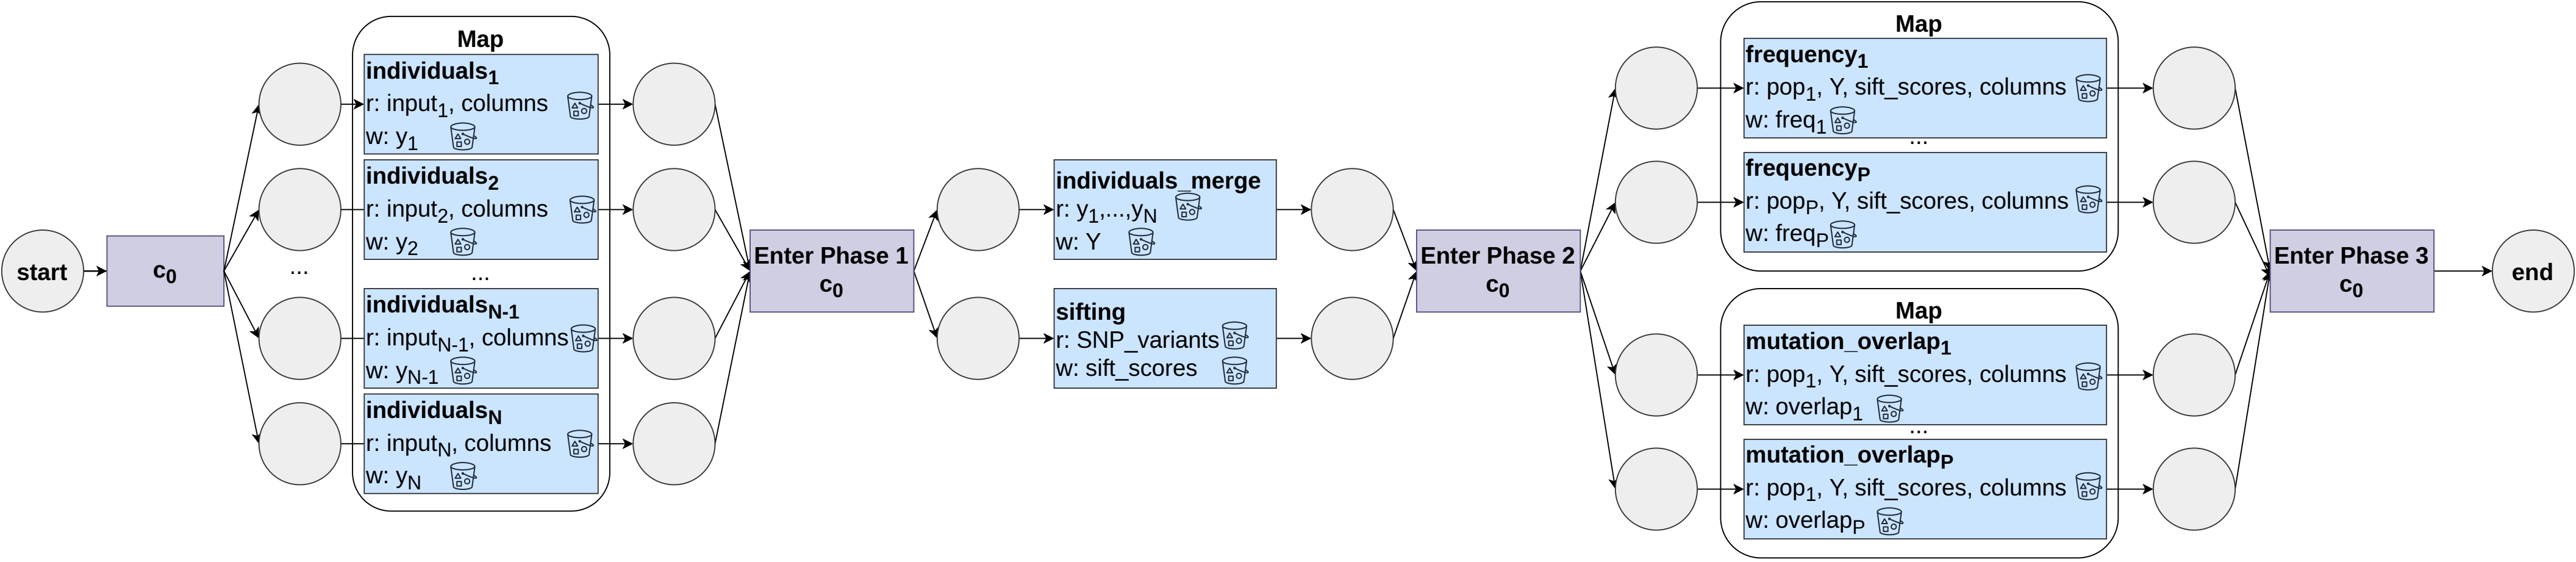 start
c0
...
Map
individuals1
r: input1, columns
w: y1
individuals2
r: input2, columns
w: y2
...
individualsN-1
r: inputN-1, columns
w: yN-1
individualsN
r: inputN, columns
w: yN
Enter Phase 1
c0
individuals_merge
r: y1,...,yN
w: Y
sifting
r: SNP_variants
w: sift_scores
Enter Phase 2
c0
Map
frequency1
r: pop1, Y, sift_scores, columns
w: freq1
...
frequencyP
r: popP, Y, sift_scores, columns
w: freqP
Map
mutation_overlap1
r: pop1, Y, sift_scores, columns
w: overlap1
...
mutation_overlapP
r: pop1, Y, sift_scores, columns
w: overlapP
Enter Phase 3
c0
end